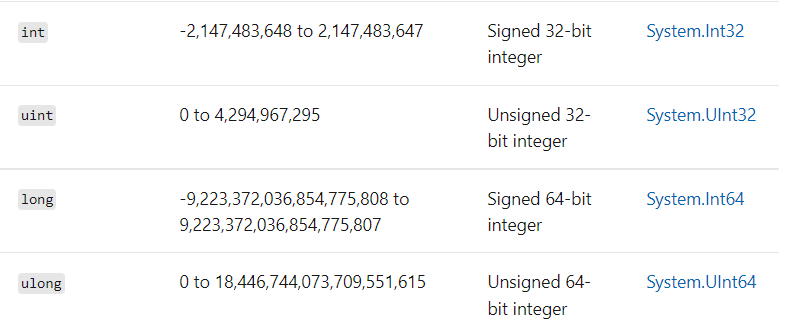 int -2,147,483,648 to 2,147,483,647 Signed 32-bit System.Int32
integer
uint 0 to 4,294,967,295 Unsigned 32- System.UInt32
bit integer
long -9,223,372,036,854,775,808 to Signed 64-bit System.Int64
9,223,372,036,854,775,807 integer
ulong 0 to 18,446,744,073,709,551,615 Unsigned 64- System.UInt64
bit integer